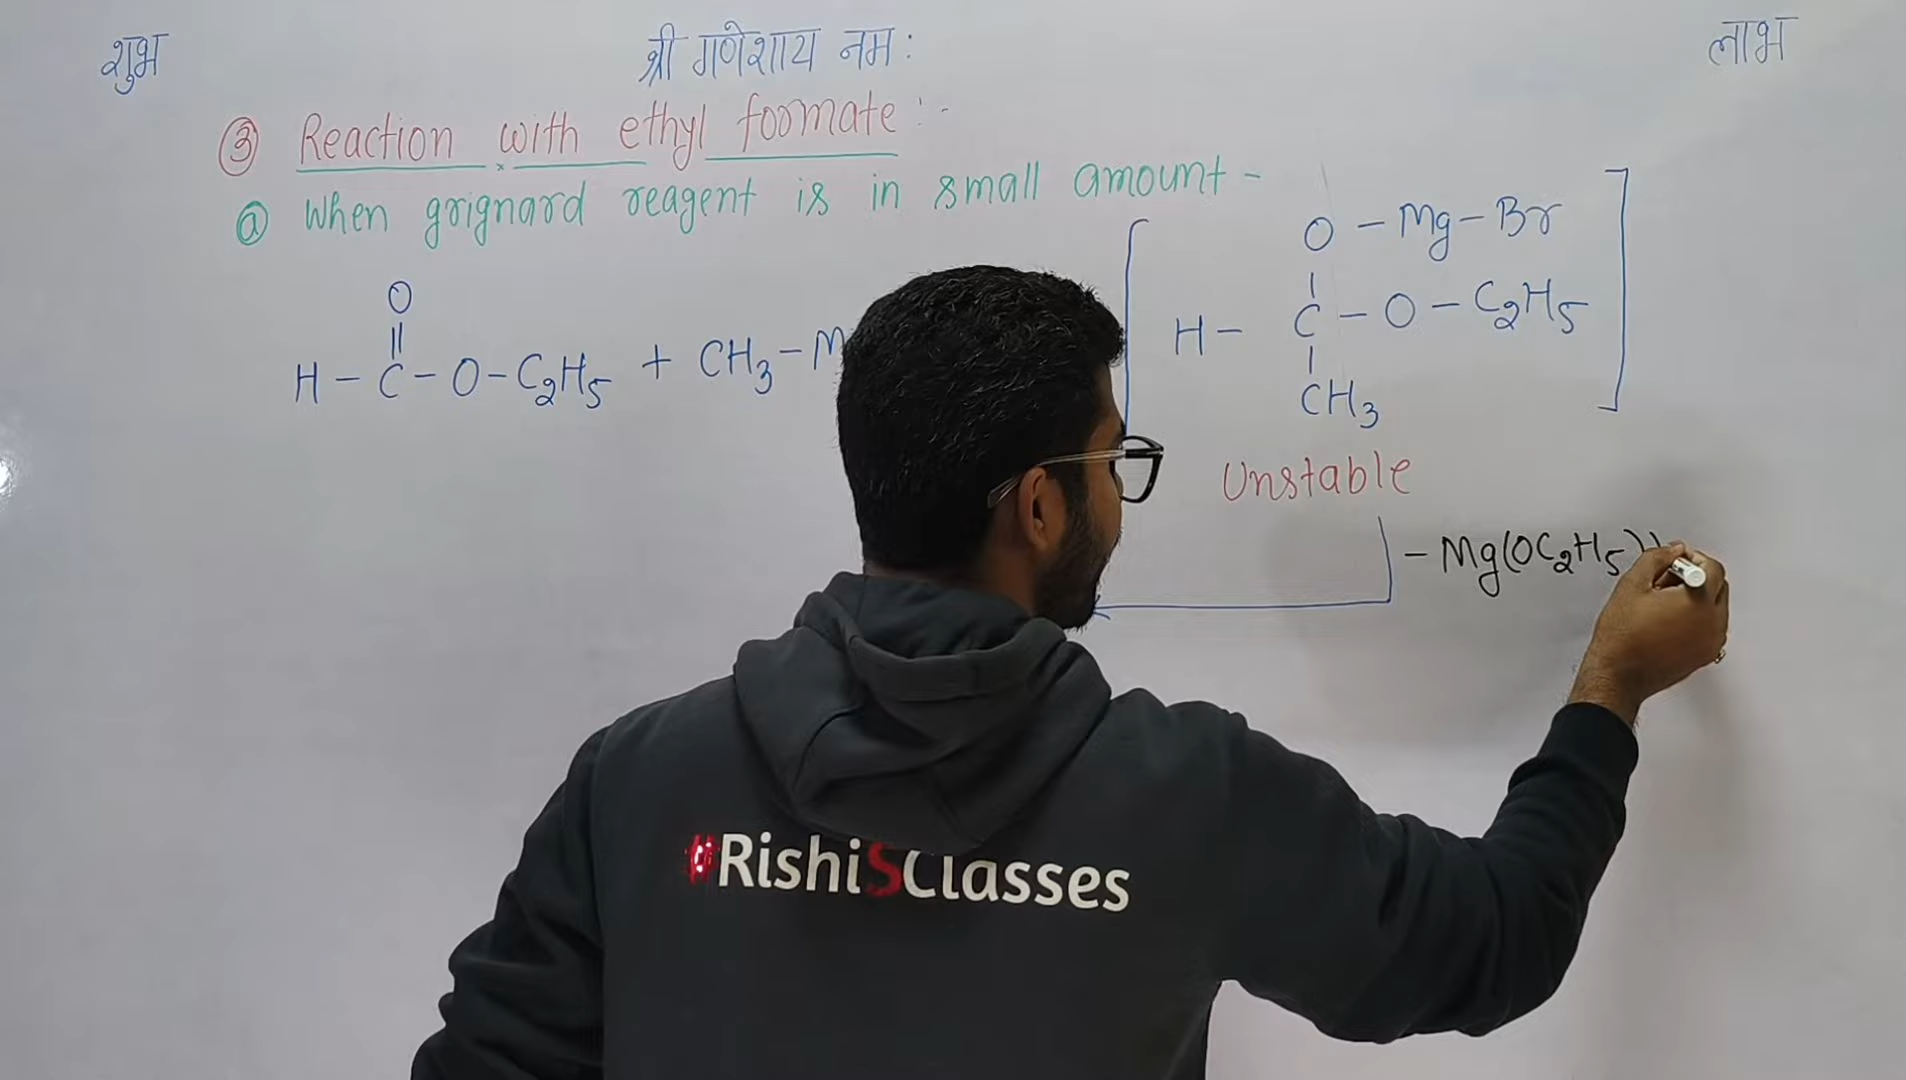 शुभ श्री गणेशाय नम: लाभ
③ Reaction with ethyl formate :-
ⓐ When grignard reagent is in small amount -
O - Mg - Br
O
H - C - O - C2H5
H - C - O - C2H5 + CH3 - M
CH3
Unstable
- Mg(OC2H5)
#RishiSClasses